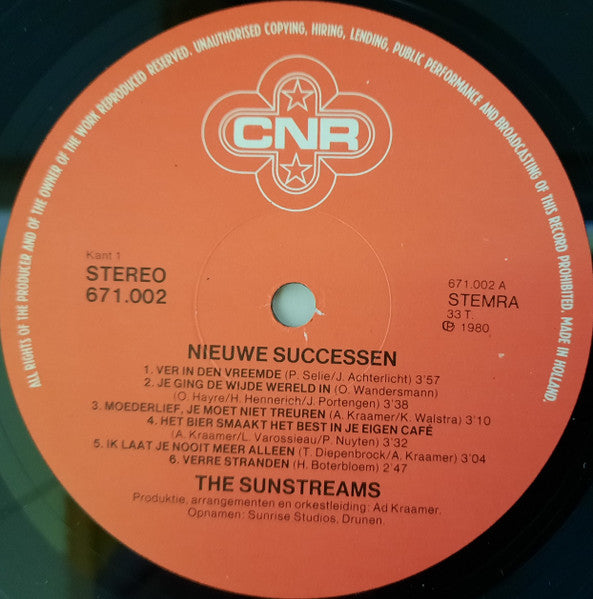 ALL RIGHTS OF THE PRODUCER AND OF THE OWNER OF THE WORK REPRODUCED RESERVED. UNAUTHORISED COPYING, HIRING, LENDING, PUBLIC PERFORMANCE AND BROADCASTING OF THIS RECORD PROHIBITED. MADE IN HOLLAND.
CNR
Kant 1
STEREO
671.002
671.002 A
STEMRA
33 T.
℗ 1980
NIEUWE SUCCESSEN
1. VER IN DEN VREEMDE (P. Selie/J. Achterlicht) 3'57
2. JE GING DE WIJDE WERELD IN (O. Wandersmann)
(O. Hayre/H. Hennerich/J. Portengen) 3'38
3. MOEDERLIEF, JE MOET NIET TREUREN (A. Kraamer/K. Walstra) 3'10
4. HET BIER SMAAKT HET BEST IN JE EIGEN CAFÉ
(A. Kraamer/L. Varossieau/P. Nuyten) 3'32
5. IK LAAT JE NOOIT MEER ALLEEN (T. Diepenbrock/A. Kraamer) 3'04
6. VERRE STRANDEN (H. Boterbloem) 2'47
THE SUNSTREAMS
Produktie, arrangementen en orkestleiding: Ad Kraamer.
Opnamen: Sunrise Studios, Drunen.